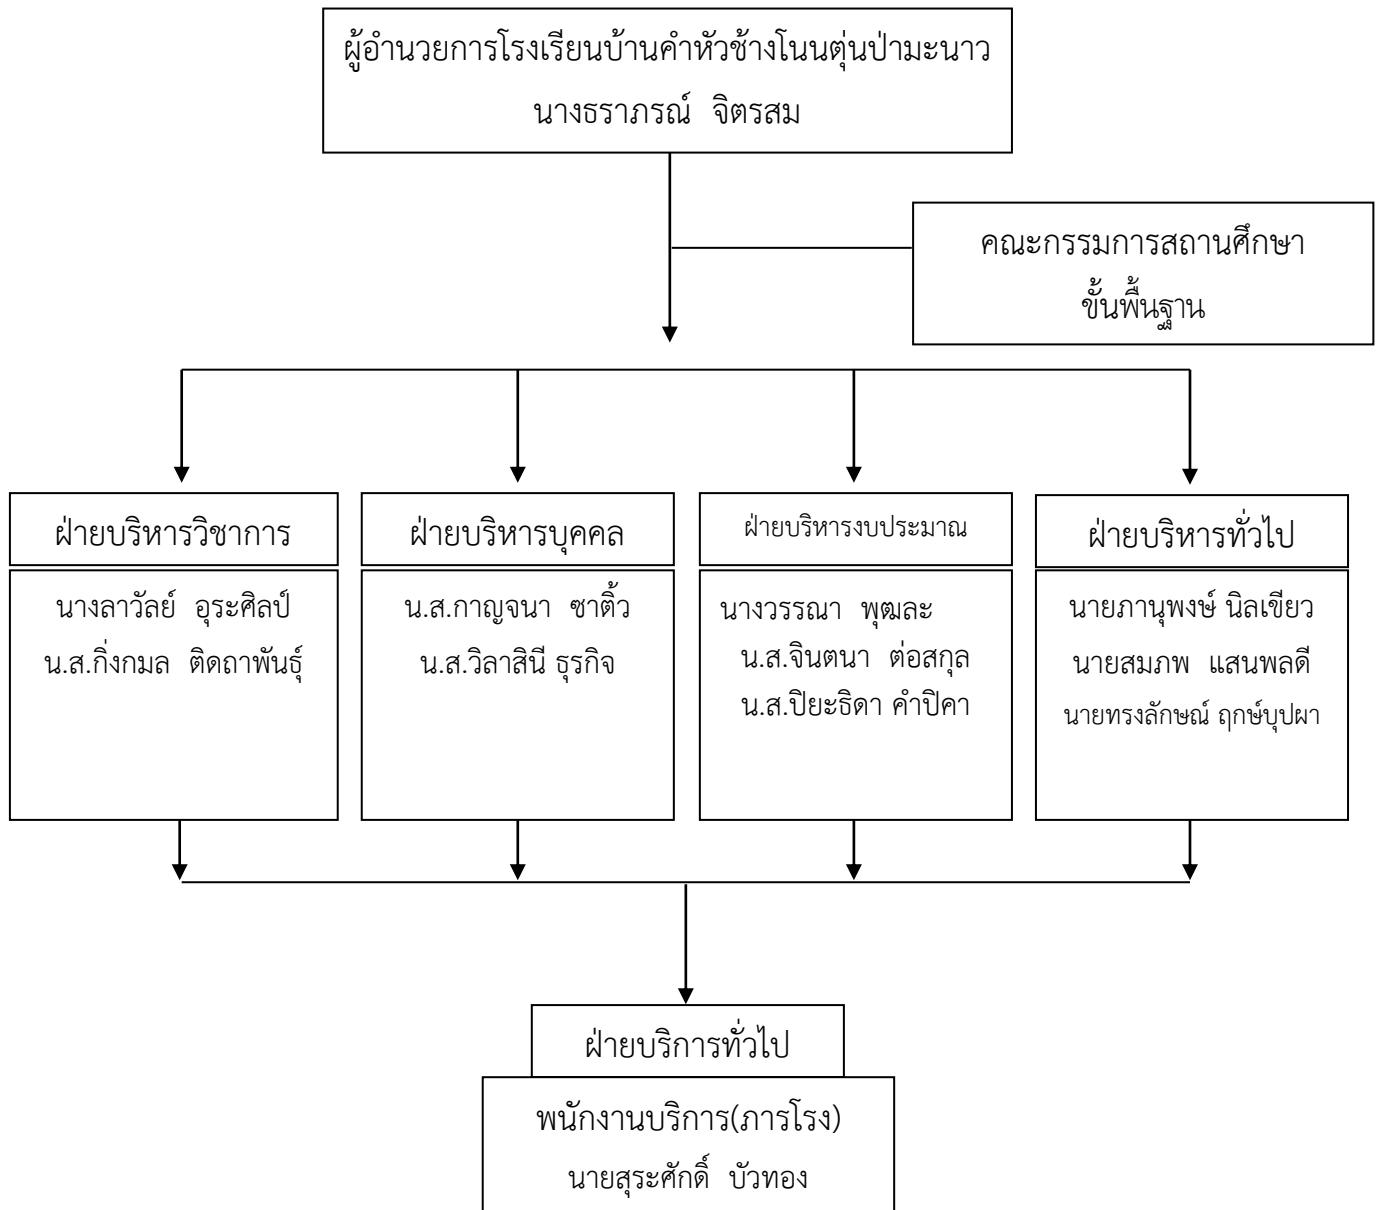 ผู้อำนวยการโรงเรียนบ้านคำหัวช้างโนนตุ่นป่ามะนาว
นางธราภรณ์ จิตรสม
คณะกรรมการสถานศึกษา
ขั้นพื้นฐาน
ฝ่ายบริหารวิชาการ
นางลาวัลย์ อุระศิลป์
น.ส.กิ่งกมล ติดถาพันธุ์
ฝ่ายบริหารบุคคล
น.ส.กาญจนา ซาติ้ว
น.ส.วิลาสินี ธุรกิจ
ฝ่ายบริหารงบประมาณ
นางวรรณา พุฒละ
น.ส.จินตนา ต่อสกุล
น.ส.ปิยะธิดา คำปิคา
ฝ่ายบริหารทั่วไป
นายภานุพงษ์ นิลเขียว
นายสมภพ แสนพลดี
นายทรงลักษณ์ ฤกษ์บุปผา
ฝ่ายบริการทั่วไป
พนักงานบริการ(ภารโรง)
นายสุระศักดิ์ บัวทอง